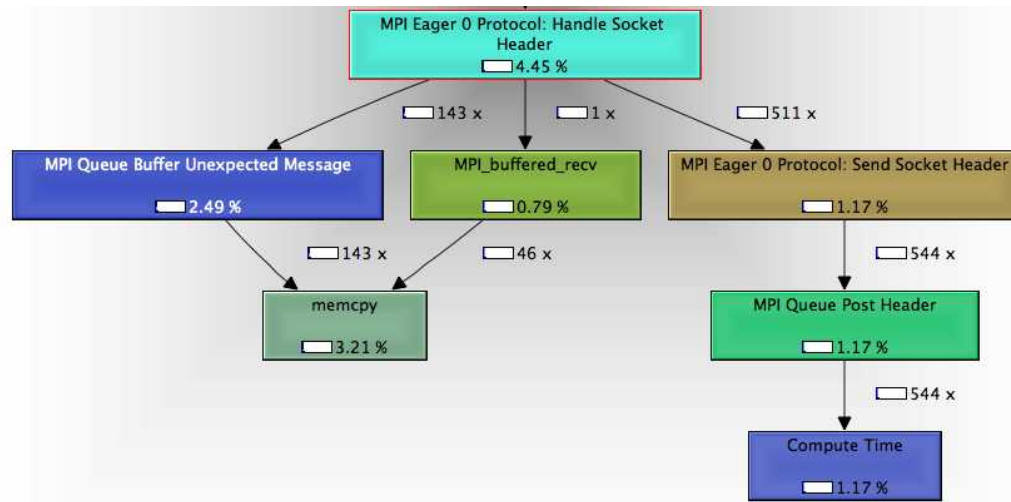 MPI Eager 0 Protocol: Handle Socket
Header
4.45 %
143 x
1 x
511 x
MPI Queue Buffer Unexpected Message
2.49 %
MPI_buffered_recv
0.79 %
MPI Eager 0 Protocol: Send Socket Header
1.17 %
143 x
46 x
544 x
memcpy
3.21 %
MPI Queue Post Header
1.17 %
544 x
Compute Time
1.17 %